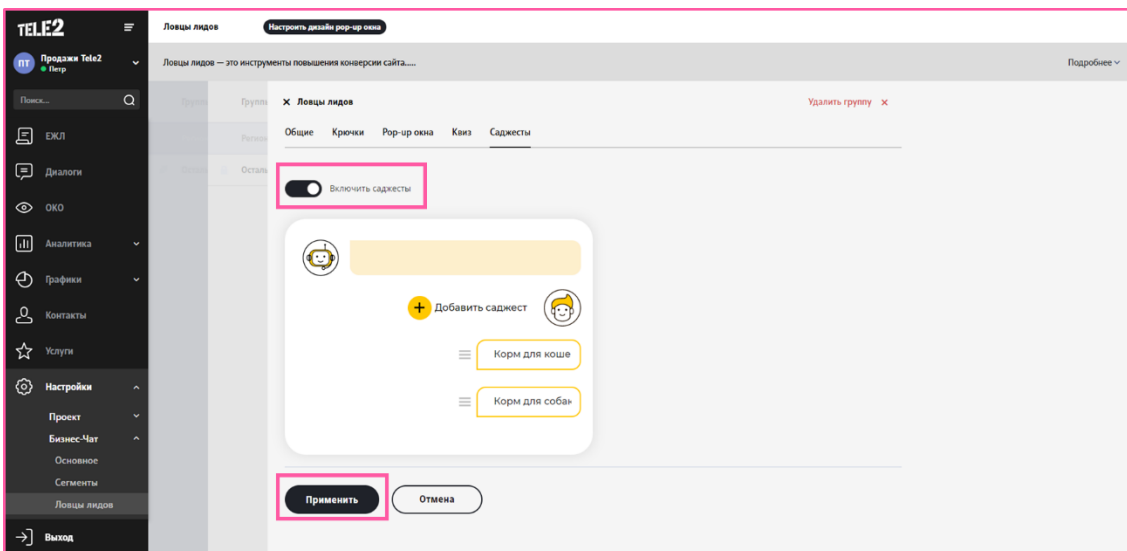 TELE2
Ловцы лидов
Настроить дизайн pop-up окна
ПТ
Продажи Tele2
Петр
Ловцы лидов — это инструменты повышения конверсии сайта.....
Подробнее
Поиск...
ЕЖЛ
Диалоги
ОКО
Аналитика
Графики
Контакты
Услуги
Настройки
Проект
Бизнес-Чат
Основное
Сегменты
Ловцы лидов
Выход
Ловцы лидов
Удалить группу
Общие Крючки Pop-up окна Квиз Саджесты
Включить саджесты
Добавить саджест
Корм для коше
Корм для собак
Применить
Отмена